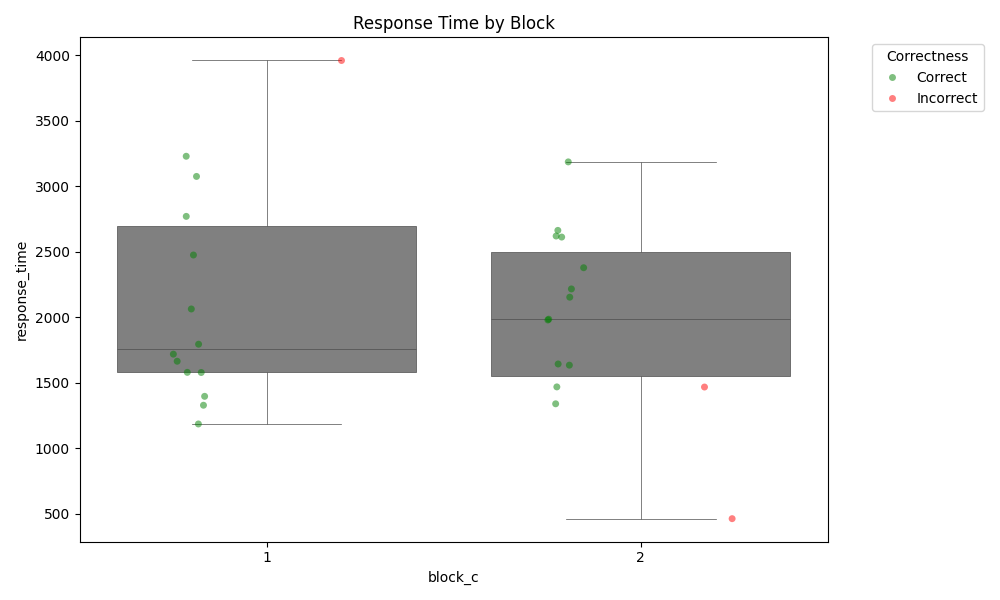 Response Time by Block
Correctness
Correct
Incorrect
response_time
4000
3500
3000
2500
2000
1500
1000
500
1
2
block_c